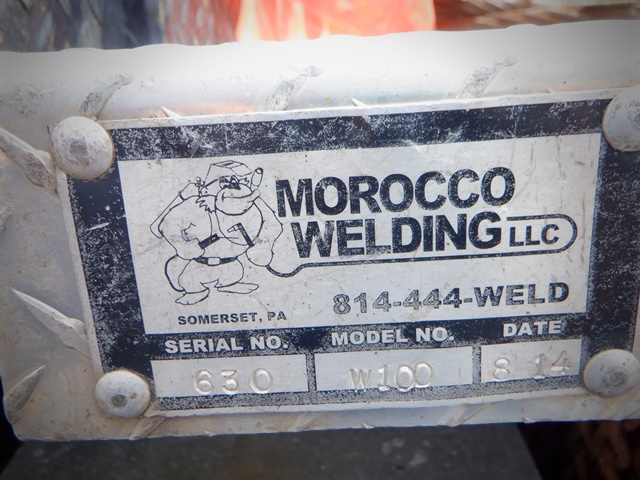 MOROCCO
WELDING LLC
814-444-WELD
SOMERSET, PA
SERIAL NO. MODEL NO. DATE
630 W100 8 14